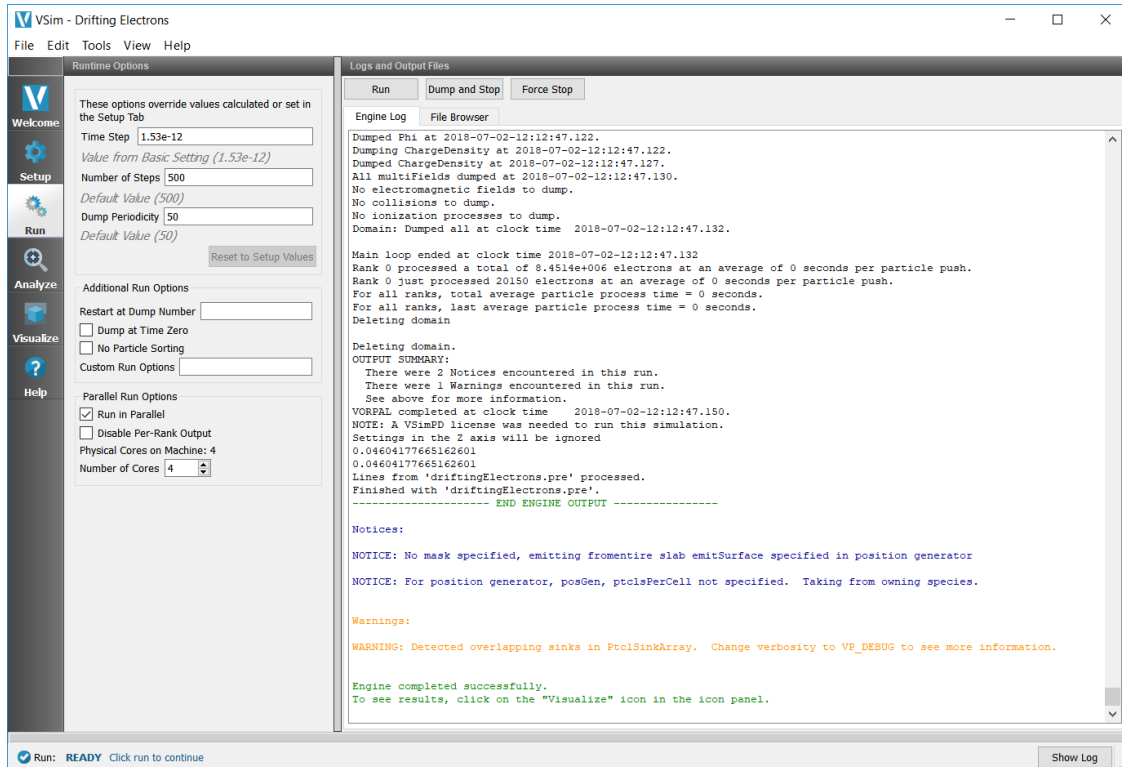 VSim - Drifting Electrons
File Edit Tools View Help
Welcome
Setup
Run
Analyze
Visualize
Help
Runtime Options
These options override values calculated or set in
the Setup Tab
Time Step 1.53e-12
Value from Basic Setting (1.53e-12)
Number of Steps 500
Default Value (500)
Dump Periodicity 50
Default Value (50)
Reset to Setup Values
Additional Run Options
Restart at Dump Number
Dump at Time Zero
No Particle Sorting
Custom Run Options
Parallel Run Options
Run in Parallel
Disable Per-Rank Output
Physical Cores on Machine: 4
Number of Cores 4
Logs and Output Files
Run Dump and Stop Force Stop
Engine Log File Browser
Dumped Phi at 2018-07-02-12:12:47.122.
Dumping ChargeDensity at 2018-07-02-12:12:47.122.
Dumped ChargeDensity at 2018-07-02-12:12:47.127.
All multiFields dumped at 2018-07-02-12:12:47.130.
No electromagnetic fields to dump.
No collisions to dump.
No ionization processes to dump.
Domain: Dumped all at clock time 2018-07-02-12:12:47.132.
Main loop ended at clock time 2018-07-02-12:12:47.132
Rank 0 processed a total of 8.4514e+006 electrons at an average of 0 seconds per particle push.
Rank 0 just processed 20150 electrons at an average of 0 seconds per particle push.
For all ranks, total average particle process time = 0 seconds.
For all ranks, last average particle process time = 0 seconds.
Deleting domain
Deleting domain.
OUTPUT SUMMARY:
There were 2 Notices encountered in this run.
There were 1 Warnings encountered in this run.
See above for more information.
VORPAL completed at clock time 2018-07-02-12:12:47.150.
NOTE: A VSimPD license was needed to run this simulation.
Settings in the Z axis will be ignored
0.04604177665162601
0.04604177665162601
Lines from 'driftingElectrons.pre' processed.
Finished with 'driftingElectrons.pre'.
--------------------- END ENGINE OUTPUT ----------------
Notices:
NOTICE: No mask specified, emitting fromentire slab emitSurface specified in position generator
NOTICE: For position generator, posGen, ptclsPerCell not specified. Taking from owning species.
Warnings:
WARNING: Detected overlapping sinks in PtclSinkArray. Change verbosity to VP_DEBUG to see more information.
Engine completed successfully.
To see results, click on the "Visualize" icon in the icon panel.
Run: READY Click run to continue
Show Log